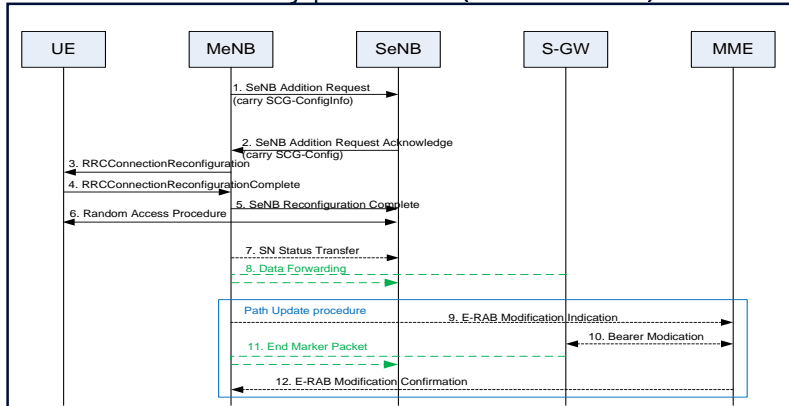 UE MeNB SeNB S-GW MME
1. SeNB Addition Request
(carry SCG-ConfigInfo)
2. SeNB Addition Request Acknowledge
(carry SCG-Config)
3. RRCConnectionReconfiguration
4. RRCConnectionReconfigurationComplete
5. SeNB Reconfiguration Complete
6. Random Access Procedure
7. SN Status Transfer
8. Data Forwarding
Path Update procedure
9. E-RAB Modification Indication
10. Bearer Modication
11. End Marker Packet
12. E-RAB Modification Confirmation